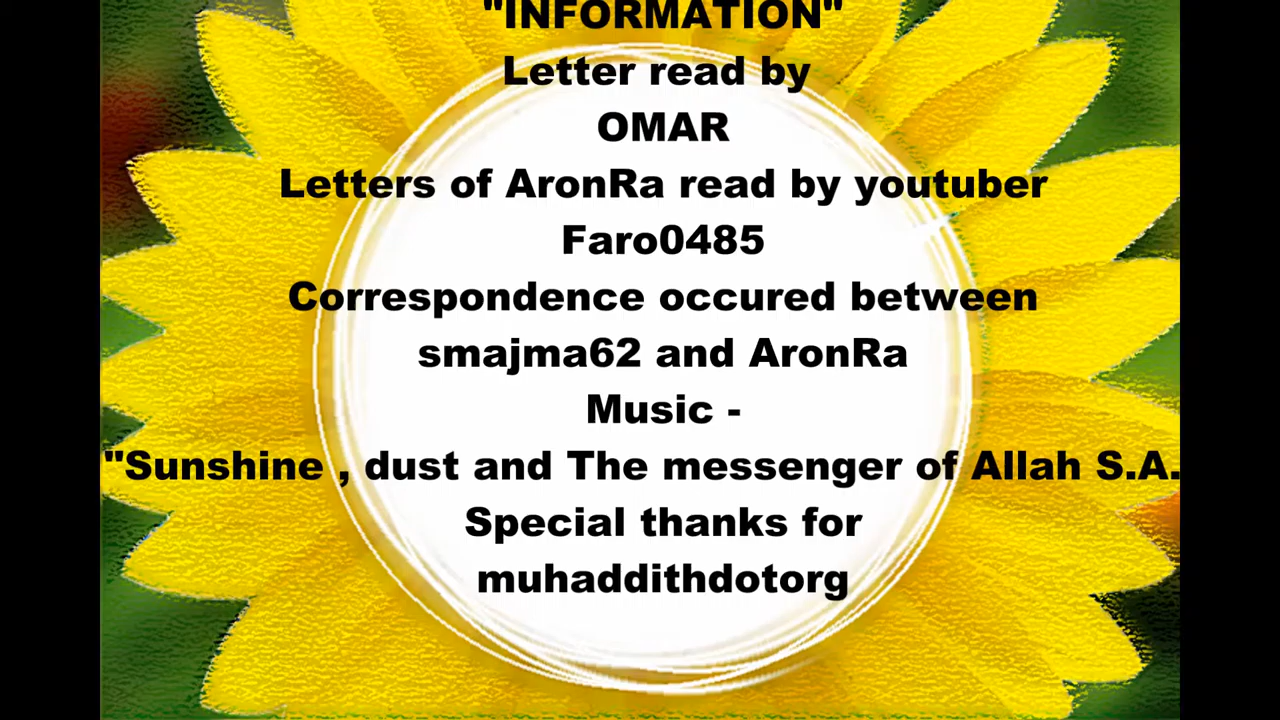 "INFORMATION"
Letter read by
OMAR
Letters of AronRa read by youtuber
Faro0485
Correspondence occured between
smajma62 and AronRa
Music -
"Sunshine , dust and The messenger of Allah S.A.
Special thanks for
muhaddithdotorg